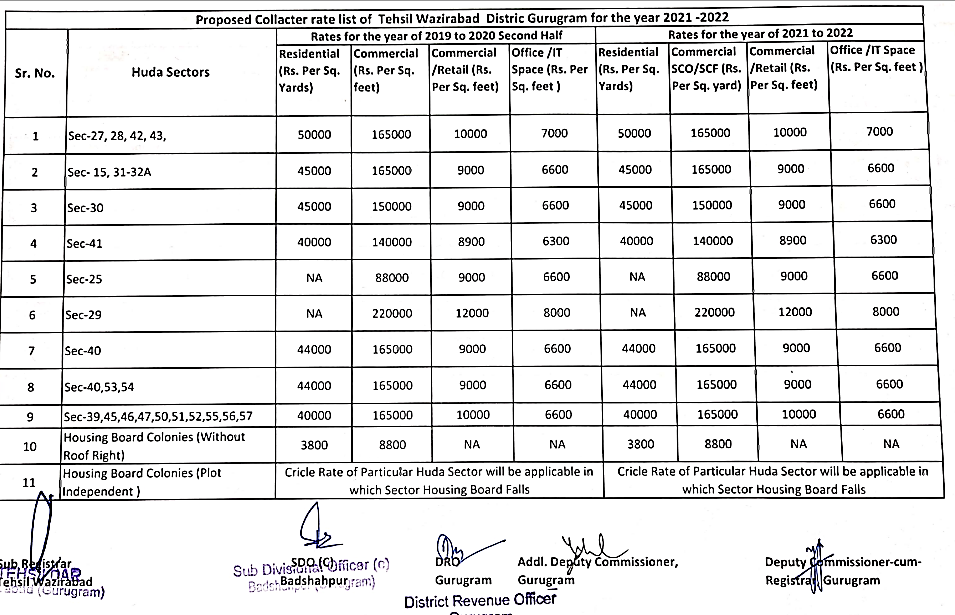 Proposed Collacter rate list of Tehsil Wazirabad Distric Gurugram for the year 2021 -2022
Sr. No. Huda Sectors Rates for the year of 2019 to 2020 Second Half Rates for the year of 2021 to 2022
Residential (Rs. Per Sq. Yards) Commercial (Rs. Per Sq. feet) Commercial /Retail (Rs. Per Sq. feet) Office /IT Space (Rs. Per Sq. feet ) Residential (Rs. Per Sq. Yards) Commercial SCO/SCF (Rs. Per Sq. yard) Commercial /Retail (Rs. Per Sq. feet) Office /IT Space (Rs. Per Sq. feet )
1 Sec-27, 28, 42, 43, 50000 165000 10000 7000 50000 165000 10000 7000
2 Sec- 15, 31-32A 45000 165000 9000 6600 45000 165000 9000 6600
3 Sec-30 45000 150000 9000 6600 45000 150000 9000 6600
4 Sec-41 40000 140000 8900 6300 40000 140000 8900 6300
5 Sec-25 NA 88000 9000 6600 NA 88000 9000 6600
6 Sec-29 NA 220000 12000 8000 NA 220000 12000 8000
7 Sec-40 44000 165000 9000 6600 44000 165000 9000 6600
8 Sec-40,53,54 44000 165000 9000 6600 44000 165000 9000 6600
9 Sec-39,45,46,47,50,51,52,55,56,57 40000 165000 10000 6600 40000 165000 10000 6600
10 Housing Board Colonies (Without Roof Right) 3800 8800 NA NA 3800 8800 NA NA
11 Housing Board Colonies (Plot Independent ) Cricle Rate of Particular Huda Sector will be applicable in which Sector Housing Board Falls Cricle Rate of Particular Huda Sector will be applicable in which Sector Housing Board Falls
Sub Registrar
Tehsil Wazirabad
(Gurugram)
SDO (C)
Badshahpur
Sub Divisional Officer (c)
DRO
Gurugram
District Revenue Officer
Addl. Deputy Commissioner,
Gurugram
Deputy Commissioner-cum-
Registrar Gurugram